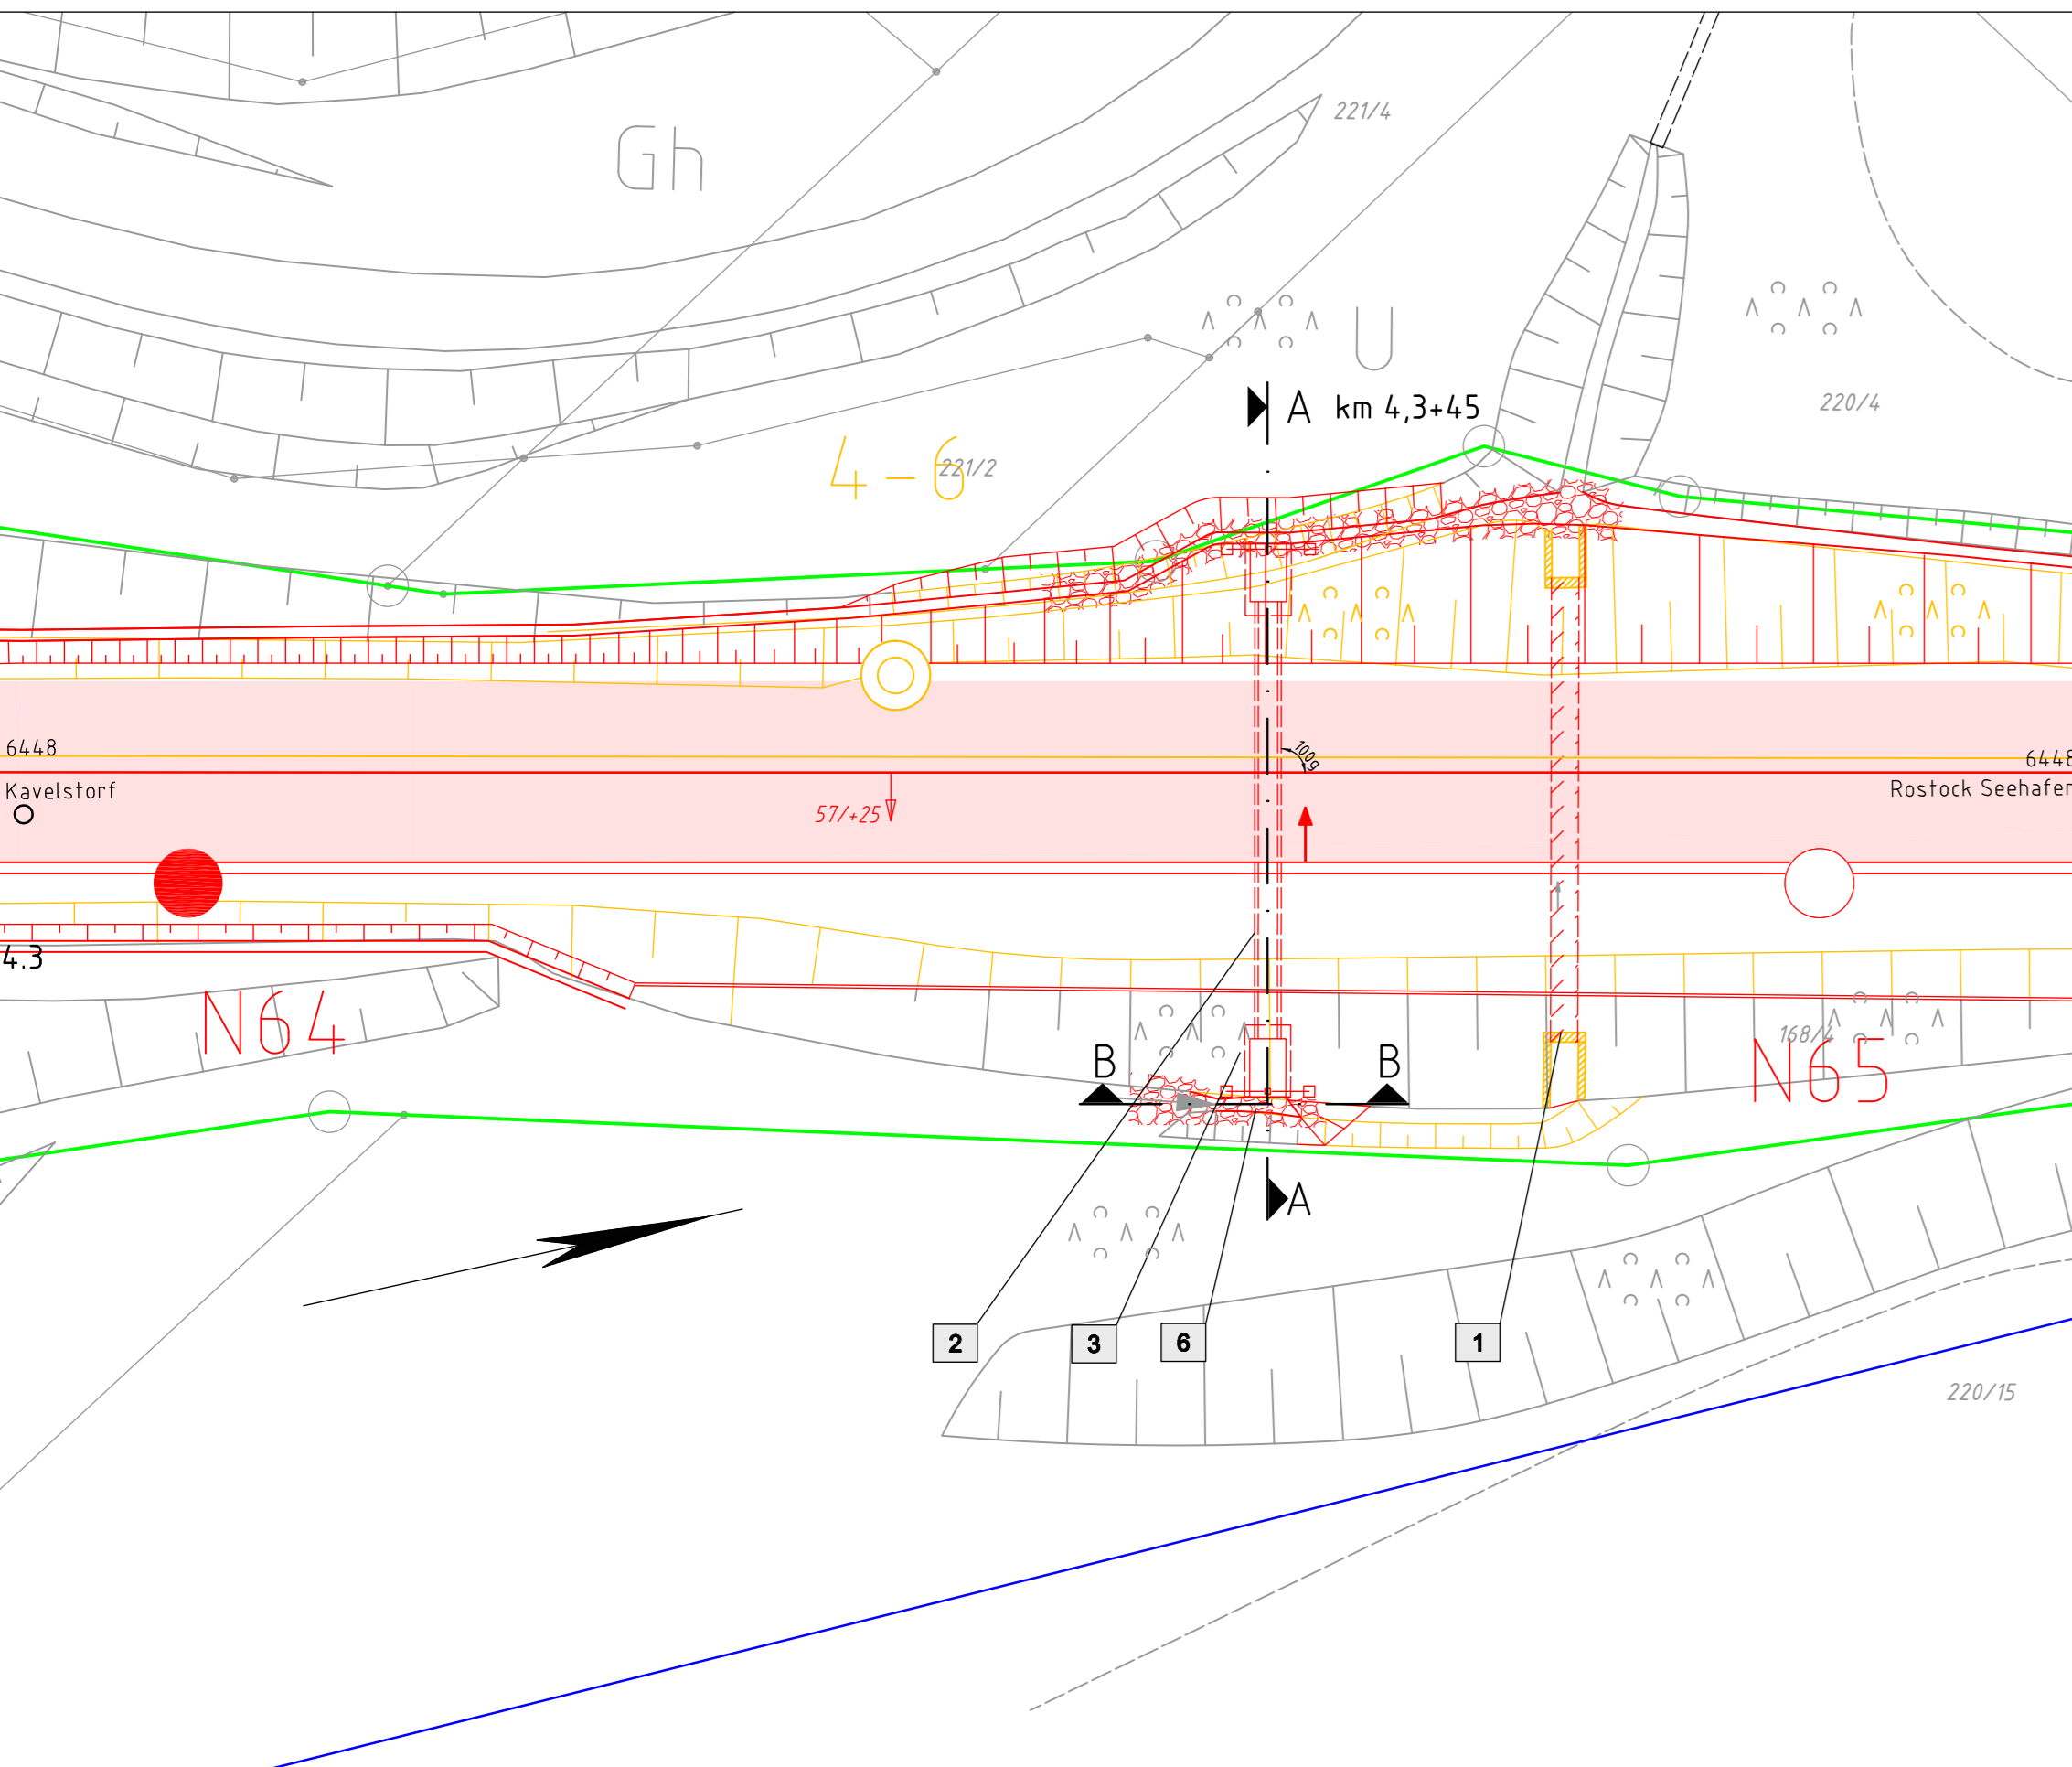 221/4
Gh
U
220/4
A km 4,3+45
4-6
221/2
6448
6448
100g
Kavelstorf
Rostock Seehafen
57/+25
4.3
N64
168/4
N65
B
B
A
2
3
6
1
220/15